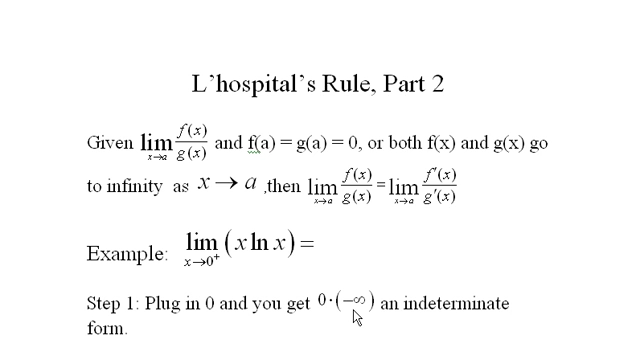 L'hospital's Rule, Part 2
Given lim x→a f(x)/g(x) and f(a) = g(a) = 0, or both f(x) and g(x) go
to infinity as x → a ,then lim x→a f(x)/g(x) = lim x→a f'(x)/g'(x)
Example: lim x→0⁺ (x ln x) =
Step 1: Plug in 0 and you get 0·(−∞) an indeterminate
form.